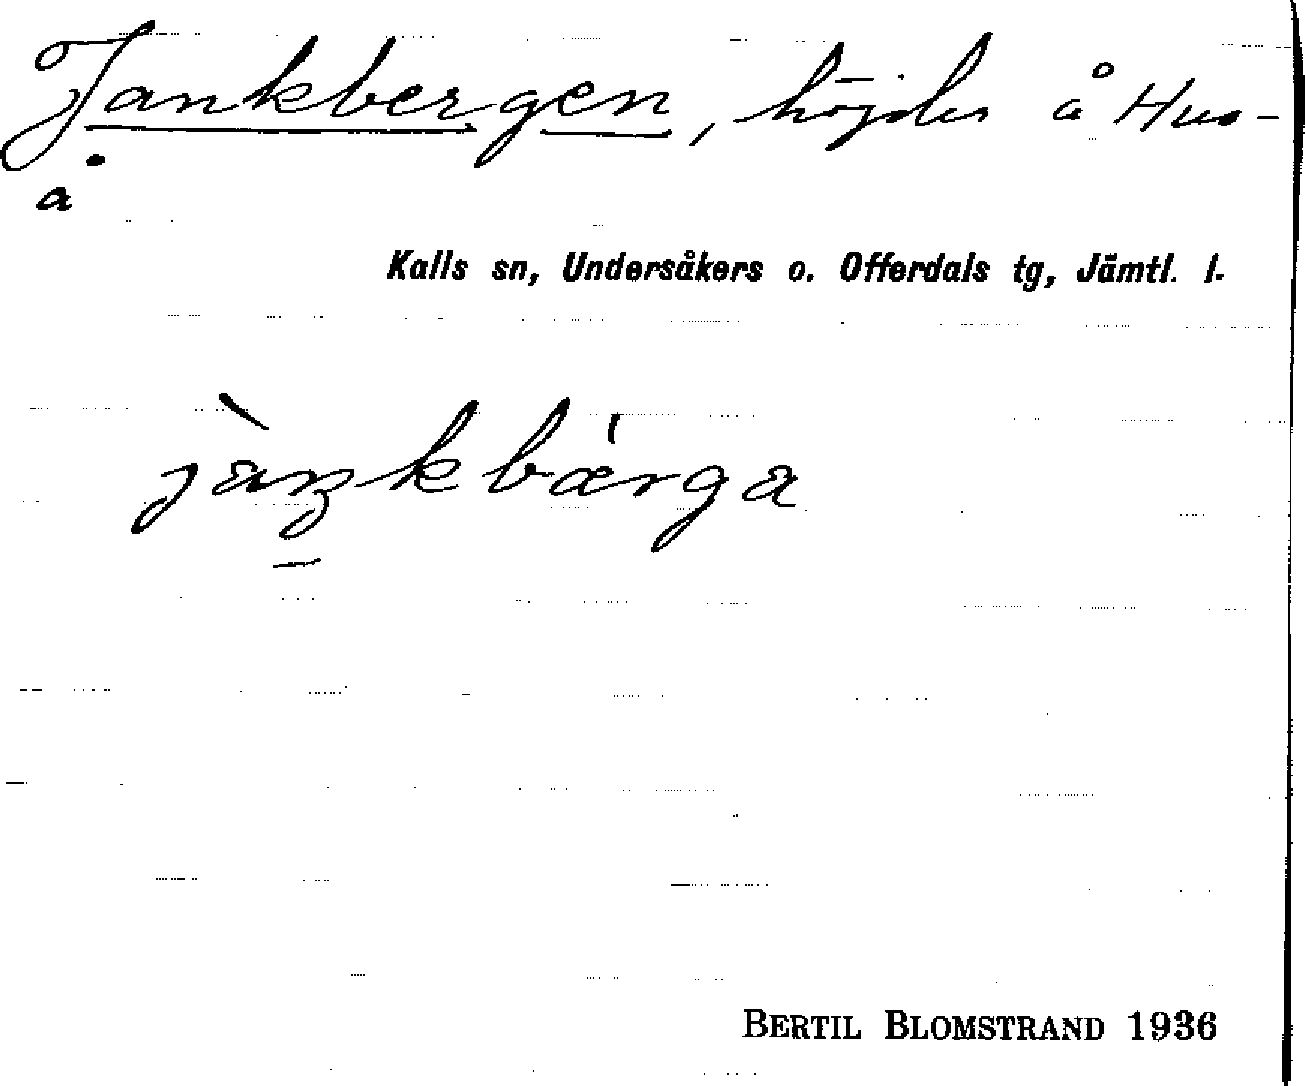 Jankbergen, höjder å Hus-
å
Kalls sn, Undersåkers o. Offerdals tg, Jämtl. l.
jàŋkbærga
BERTIL BLOMSTRAND 1936